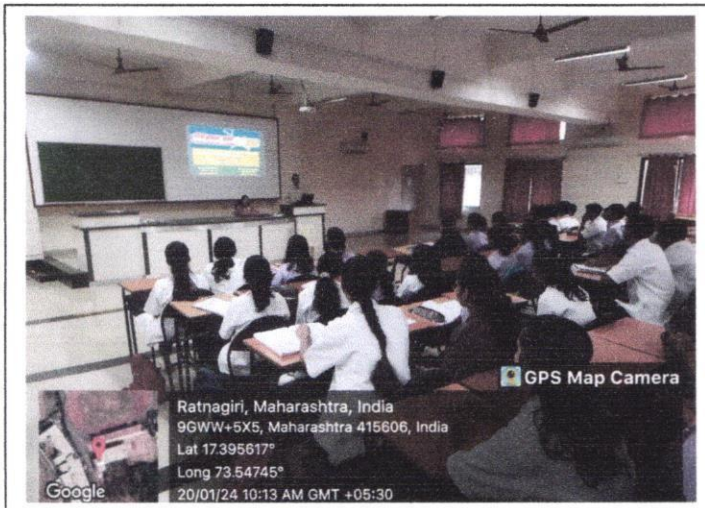 GPS Map Camera
Ratnagiri, Maharashtra, India
9GWW+5X5, Maharashtra 415606, India
Lat 17.395617°
Long 73.54745°
20/01/24 10:13 AM GMT +05:30
Google